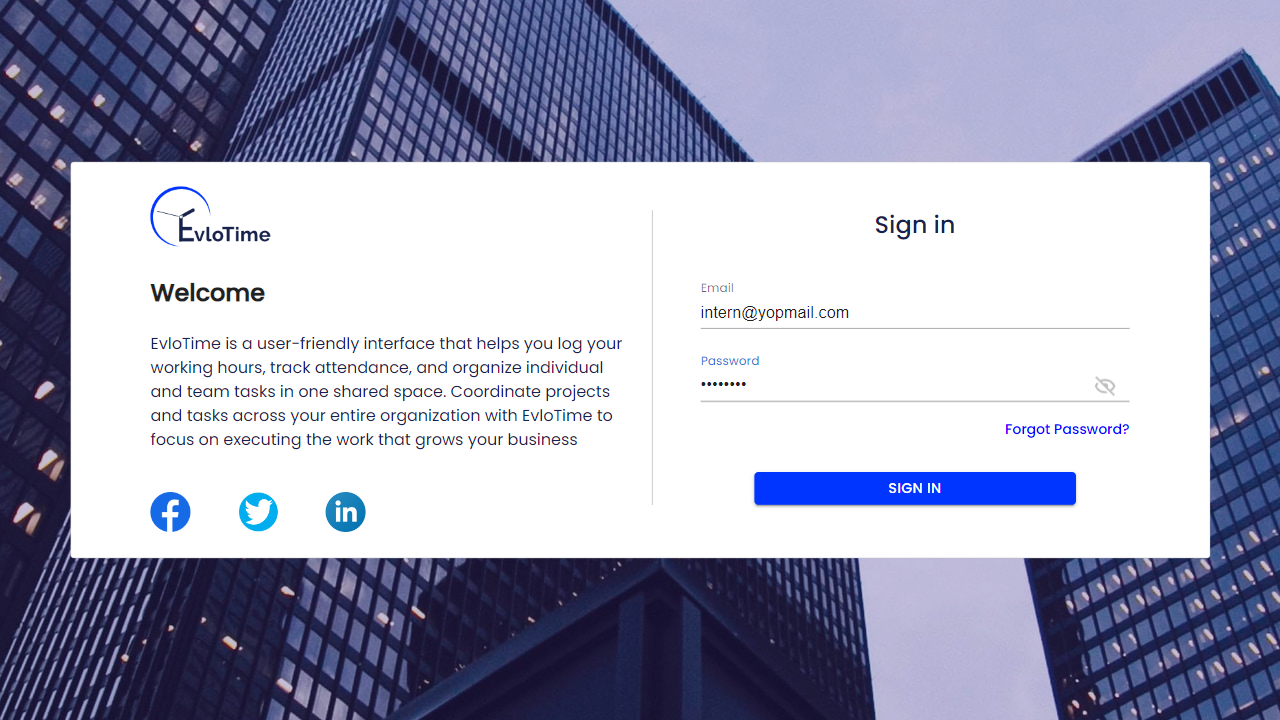 EvloTime
Welcome
EvloTime is a user-friendly interface that helps you log your
working hours, track attendance, and organize individual
and team tasks in one shared space. Coordinate projects
and tasks across your entire organization with EvloTime to
focus on executing the work that grows your business
Sign in
Email
intern@yopmail.com
Password
••••••••
Forgot Password?
SIGN IN